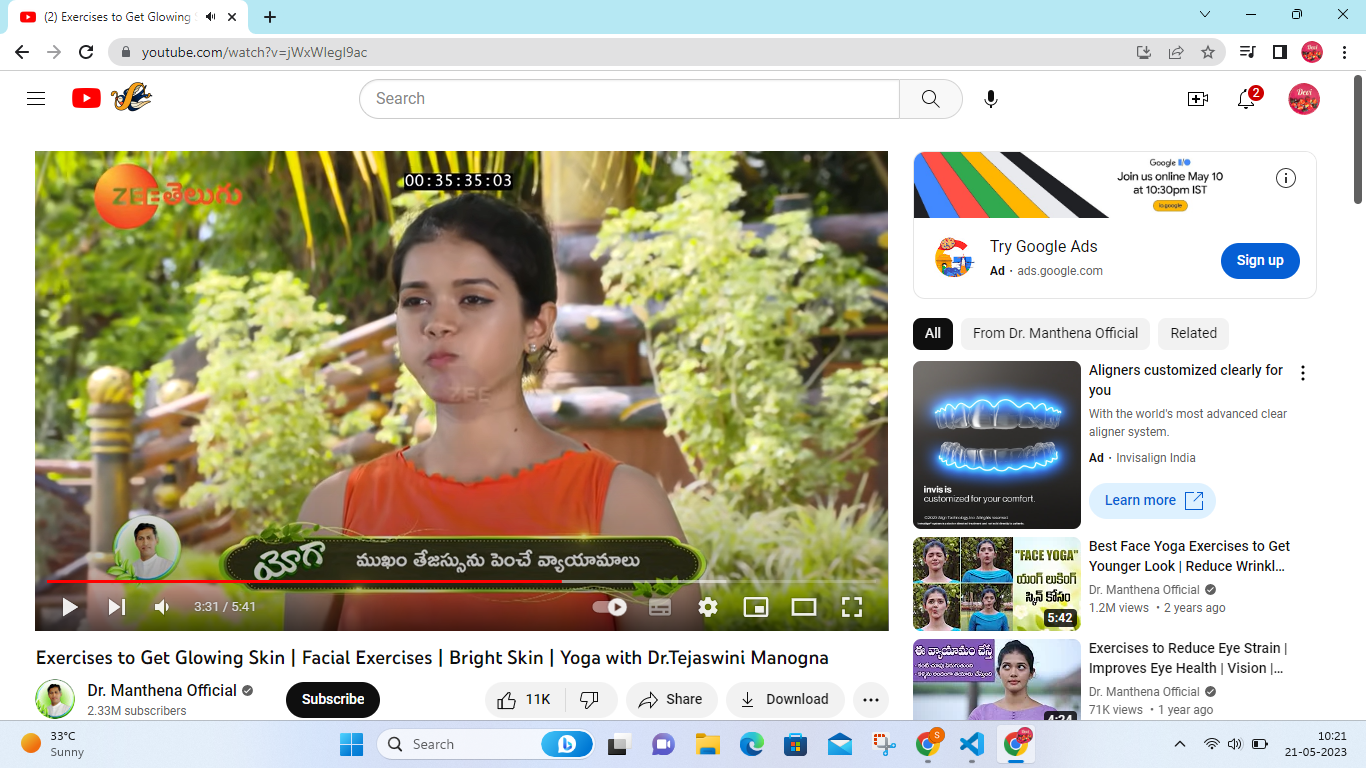 (2) Exercises to Get Glowing
youtube.com/watch?v=jWxWlegI9ac
Search
2
ZEEతెలుగు
00:35:35:03
ZEE
యోగా
ముఖం తేజస్సును పెంచే వ్యాయామాలు
3:31 / 5:41
Exercises to Get Glowing Skin | Facial Exercises | Bright Skin | Yoga with Dr.Tejaswini Manogna
Dr. Manthena Official
2.33M subscribers
Subscribe
11K
Share
Download
Google I/O
Join us online May 10
at 10:30pm IST
io.google
Try Google Ads
Ad · ads.google.com
Sign up
All
From Dr. Manthena Official
Related
invis is
customized for your comfort.
Aligners customized clearly for
you
With the world's most advanced clear
aligner system.
Ad · Invisalign India
Learn more
"FACE YOGA"
యంగ్ లుకింగ్
స్కిన్ కోసం
5:42
Best Face Yoga Exercises to Get
Younger Look | Reduce Wrinkl...
Dr. Manthena Official
1.2M views • 2 years ago
ఈ వ్యాయామం చేస్తే
4:24
Exercises to Reduce Eye Strain |
Improves Eye Health | Vision |...
Dr. Manthena Official
71K views • 1 year ago
33°C
Sunny
Search
S
10:21
21-05-2023